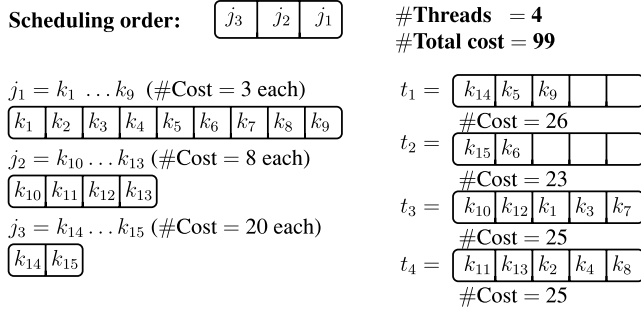 Scheduling order: j₃ j₂ j₁
j₁ = k₁ … k₉ (#Cost = 3 each)
k₁ k₂ k₃ k₄ k₅ k₆ k₇ k₈ k₉
j₂ = k₁₀ … k₁₃ (#Cost = 8 each)
k₁₀ k₁₁ k₁₂ k₁₃
j₃ = k₁₄ … k₁₅ (#Cost = 20 each)
k₁₄ k₁₅
#Threads = 4
#Total cost = 99
t₁ = k₁₄ k₅ k₉
#Cost = 26
t₂ = k₁₅ k₆
#Cost = 23
t₃ = k₁₀ k₁₂ k₁ k₃ k₇
#Cost = 25
t₄ = k₁₁ k₁₃ k₂ k₄ k₈
#Cost = 25